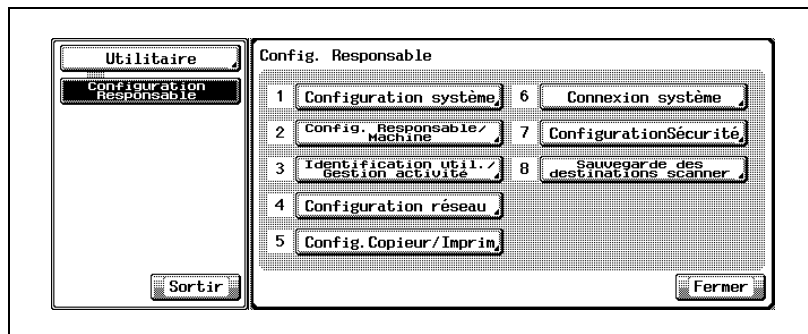 Utilitaire
Configuration
Responsable
Sortir
Config. Responsable
1 Configuration système
2 Config. Responsable/
Machine
3 Identification util./
Gestion activité
4 Configuration réseau
5 Config.Copieur/Imprim
6 Connexion système
7 ConfigurationSécurité
8 Sauvegarde des
destinations scanner
Fermer